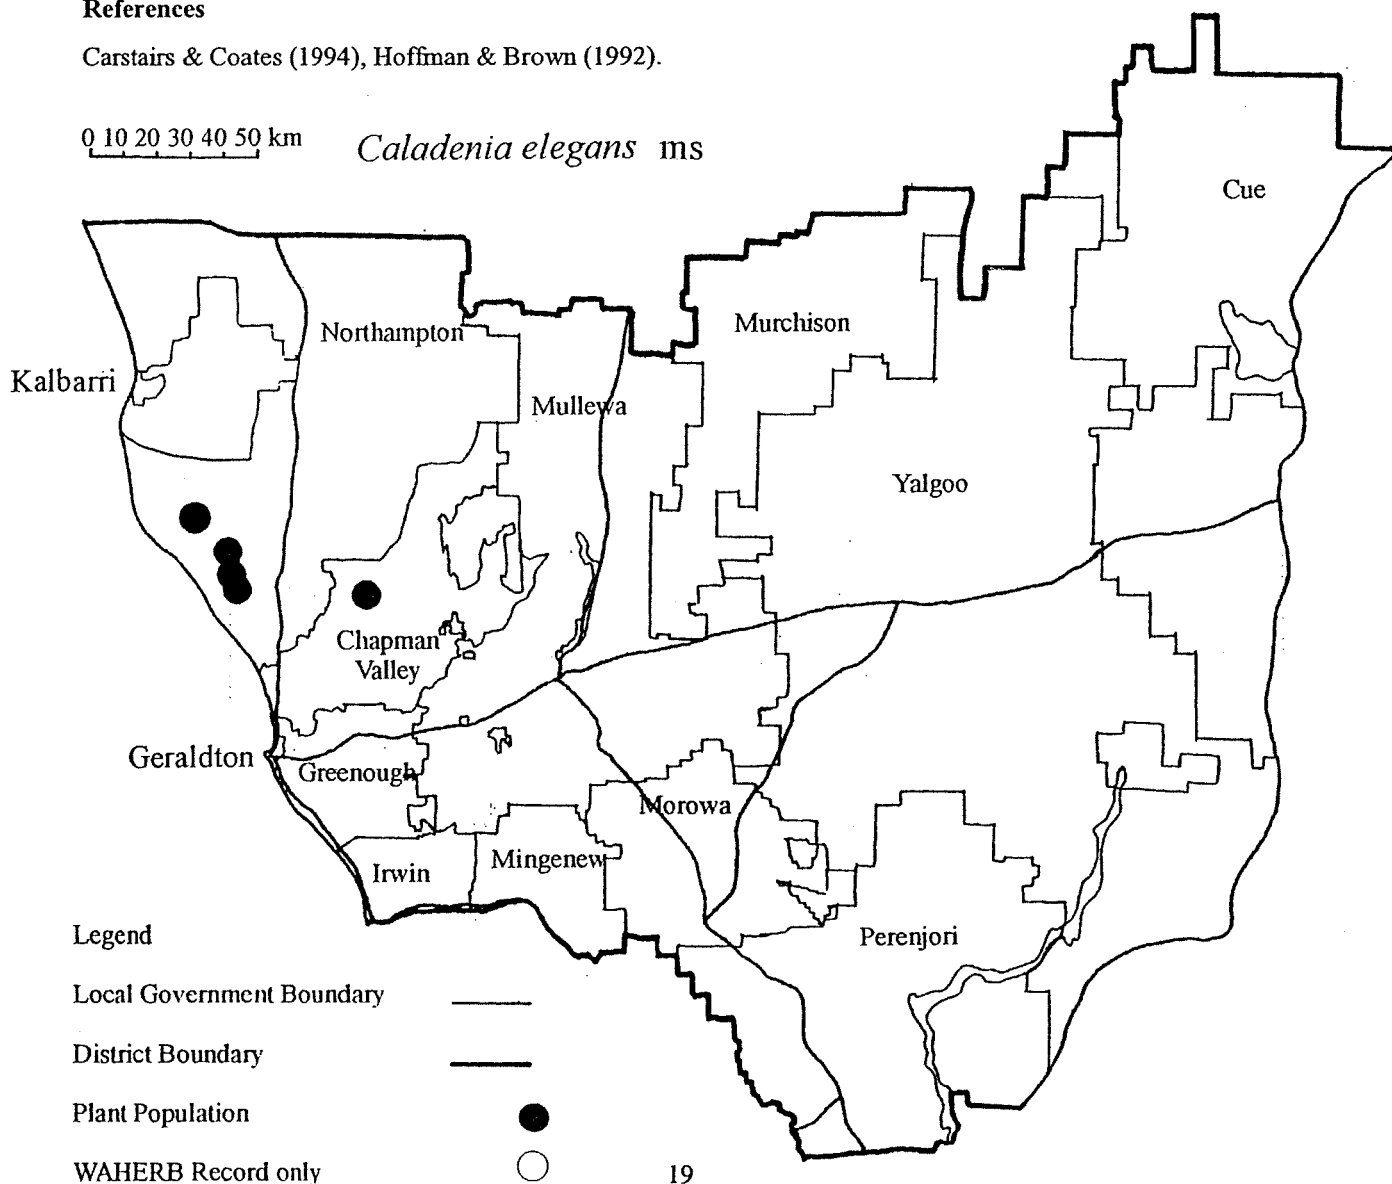 References
Carstairs & Coates (1994), Hoffman & Brown (1992).
0 10 20 30 40 50 km
Caladenia elegans ms
Cue
Northampton
Murchison
Kalbarri
Mullewa
Yalgoo
Chapman
Valley
Geraldton
Greenough
Morowa
Irwin
Mingenew
Perenjori
Legend
Local Government Boundary
District Boundary
Plant Population
WAHERB Record only
19